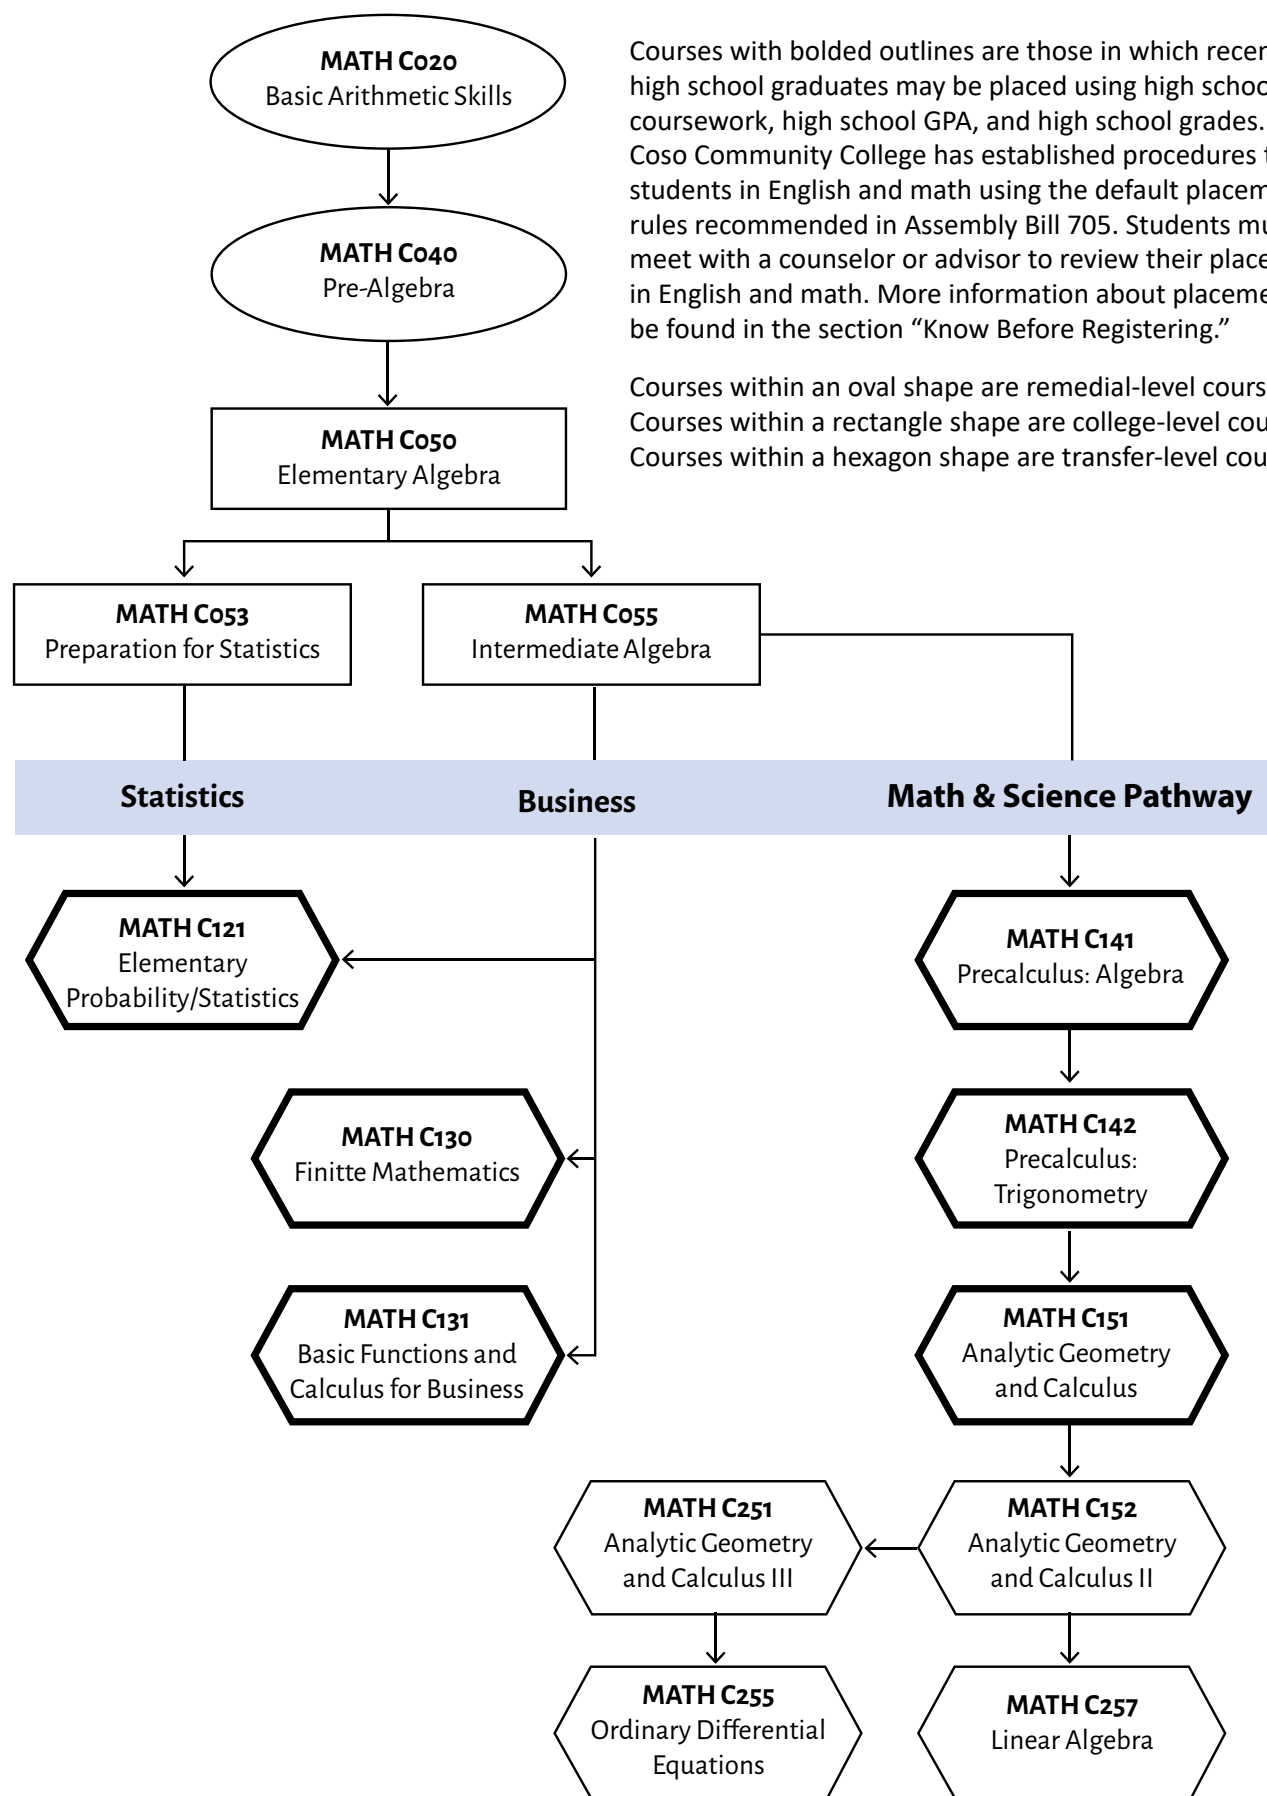 MATH C020
Basic Arithmetic Skills
MATH C040
Pre-Algebra
MATH C050
Elementary Algebra
Courses with bolded outlines are those in which
high school graduates may be placed using high
coursework, high school GPA, and high school grades.
Coso Community College has established procedures
students in English and math using the default
rules recommended in Assembly Bill 705. Students
meet with a counselor or advisor to review their
in English and math. More information about
be found in the section “Know Before Registering.”
Courses within an oval shape are remedial-level
Courses within a rectangle shape are college-level
Courses within a hexagon shape are transfer-level
MATH C053
Preparation for Statistics
MATH C055
Intermediate Algebra
Statistics
Business
Math & Science Pathway
MATH C121
Elementary
Probability/Statistics
MATH C130
Finitte Mathematics
MATH C131
Basic Functions and
Calculus for Business
MATH C141
Precalculus: Algebra
MATH C142
Precalculus:
Trigonometry
MATH C151
Analytic Geometry
and Calculus
MATH C251
Analytic Geometry
and Calculus III
MATH C152
Analytic Geometry
and Calculus II
MATH C255
Ordinary Differential
Equations
MATH C257
Linear Algebra